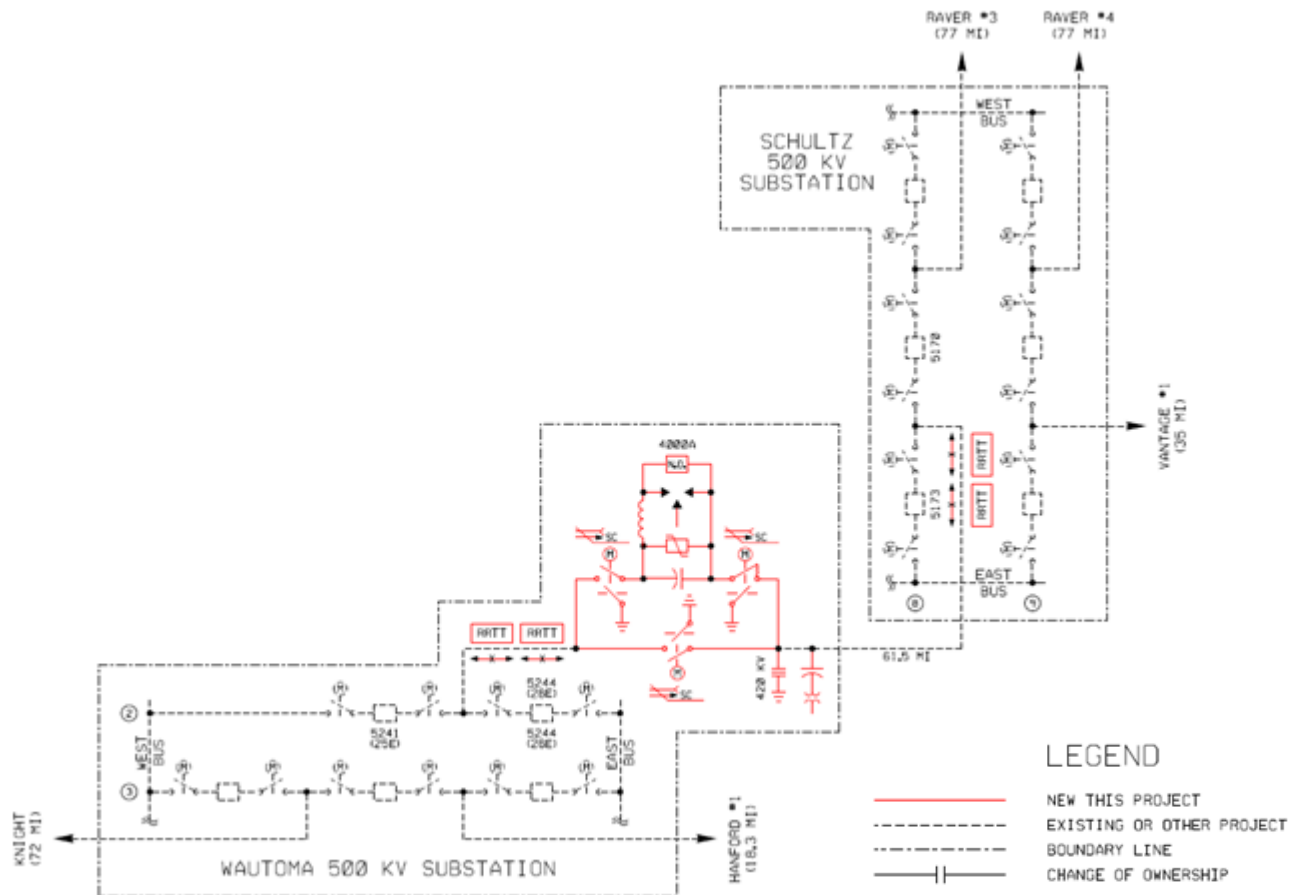 RAVER *3
(77 MI)
RAVER *4
(77 MI)
WEST
BUS
SCHULTZ
500 KV
SUBSTATION
5170
VANTAGE *1
(35 MI)
RATT
RATT
5173
EAST
BUS
8
9
4000A
N.O.
SC
SC
M
M
RATT
RATT
M
SC
420 KV
61.5 MI
5244
(28E)
2
5241
(25E)
5244
(28E)
WEST
BUS
EAST
BUS
3
KNIGHT
(72 MI)
HANFORD *1
(18.3 MI)
WAUTOMA 500 KV SUBSTATION
LEGEND
NEW THIS PROJECT
EXISTING OR OTHER PROJECT
BOUNDARY LINE
CHANGE OF OWNERSHIP